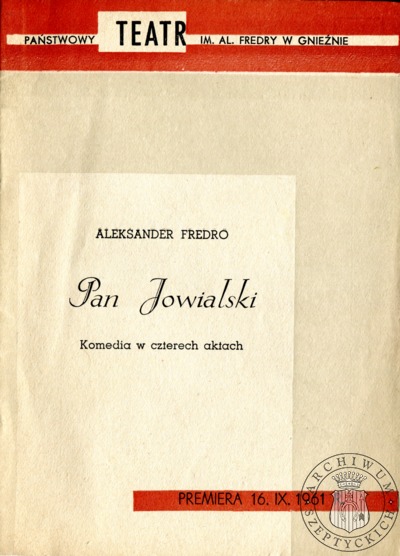 PAŃSTWOWY TEATR IM. AL. FREDRY W GNIEŹNIE
ALEKSANDER FREDRO
Pan Jowialski
Komedia w czterech aktach
PREMIERA 16. IX. 1961
ARCHIWUM SZEPTYCKICH